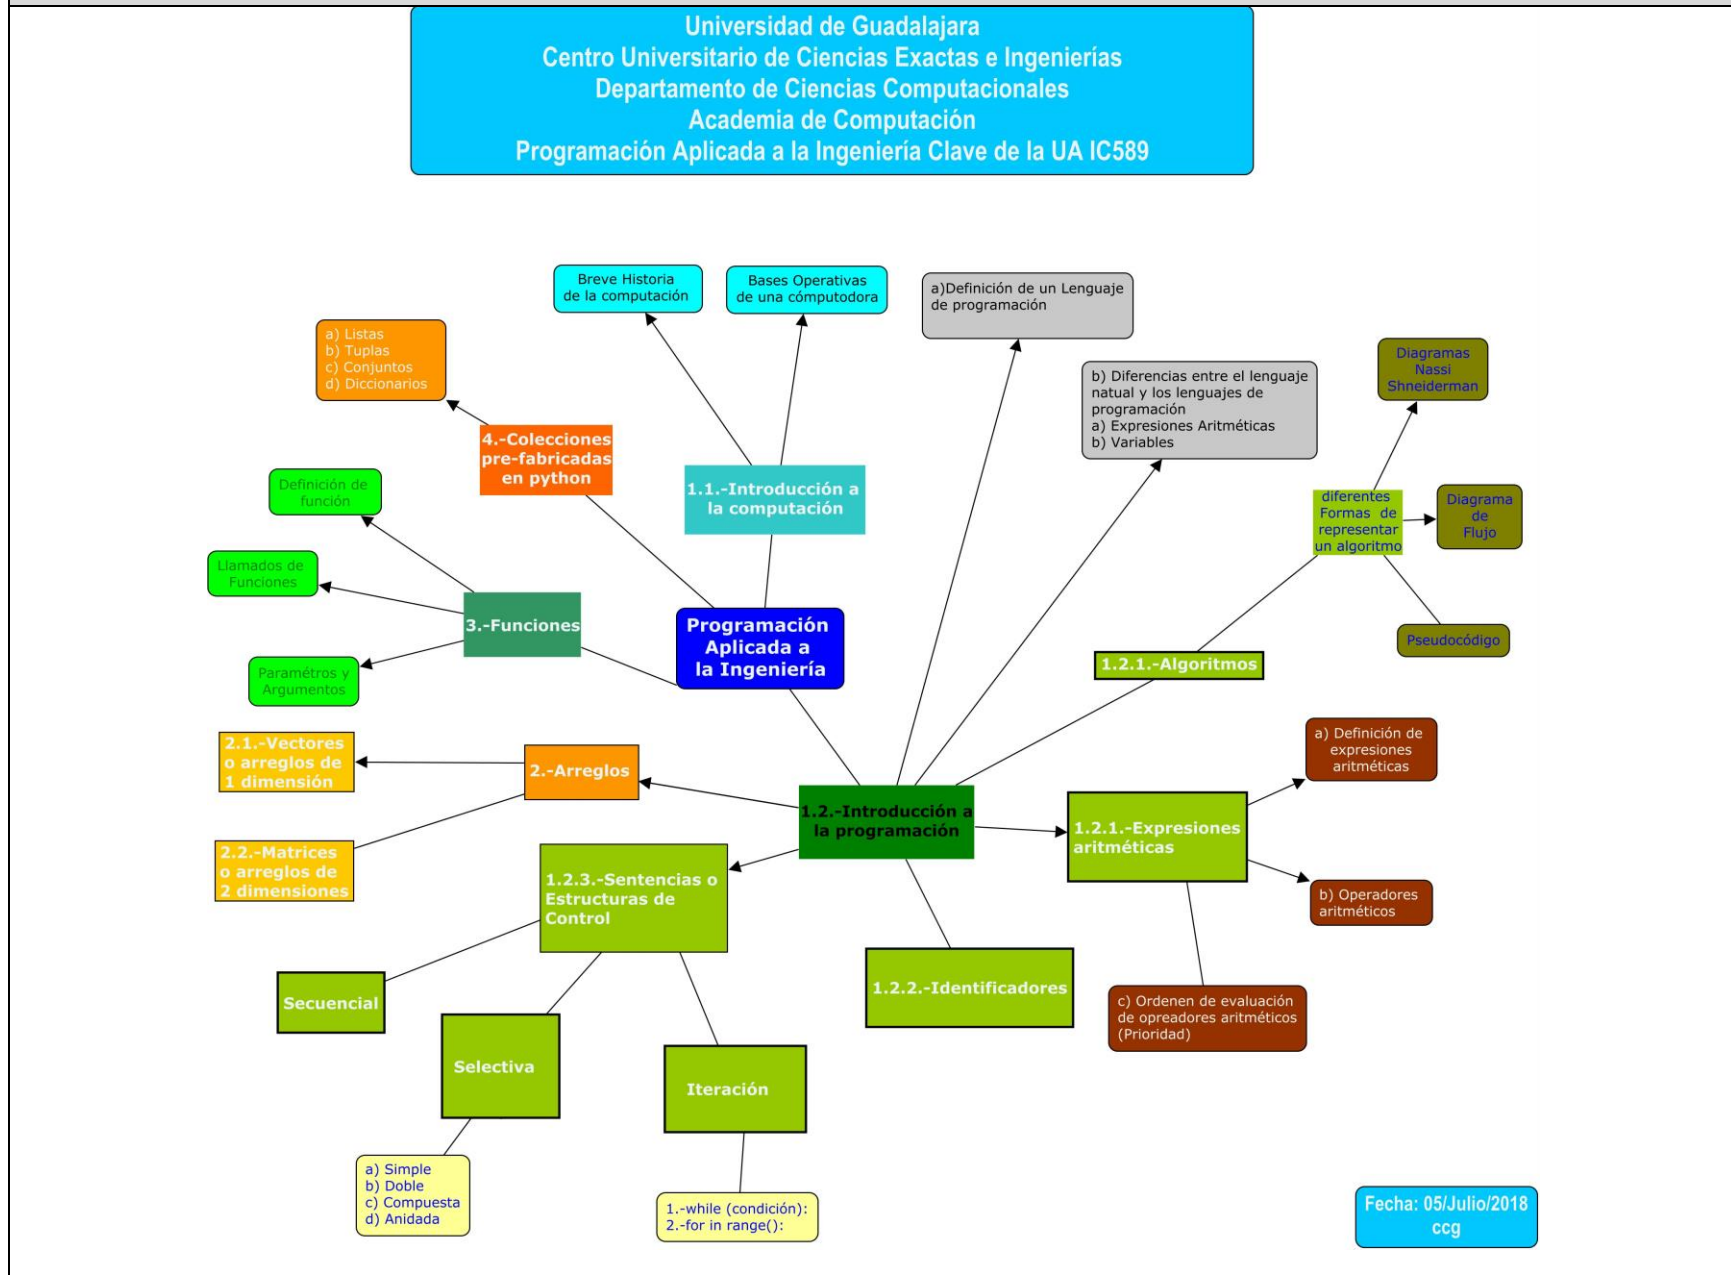 Universidad de Guadalajara
Centro Universitario de Ciencias Exactas e Ingenierías
Departamento de Ciencias Computacionales
Academia de Computación
Programación Aplicada a la Ingeniería Clave de la UA IC589
Breve Historia
de la computación
Bases Operativas
de una cómputodora
a)Definición de un Lenguaje
de programación
a) Listas
b) Tuplas
c) Conjuntos
d) Diccionarios
Diagramas
Nassi
Shneiderman
b) Diferencias entre el lenguaje
natual y los lenguajes de
programación
a) Expresiones Aritméticas
b) Variables
4.-Colecciones
pre-fabricadas
en python
1.1.-Introducción a
la computación
Definición de
función
diferentes
Formas de
representar
un algoritmo
Diagrama
de
Flujo
Llamados de
Funciones
3.-Funciones
Programación
Aplicada a
la Ingeniería
Pseudocódigo
1.2.1.-Algoritmos
Paramétros y
Argumentos
2.1.-Vectores
o arreglos de
1 dimensión
2.-Arreglos
a) Definición de
expresiones
aritméticas
1.2.-Introducción a
la programación
1.2.1.-Expresiones
aritméticas
2.2.-Matrices
o arreglos de
2 dimensiones
1.2.3.-Sentencias o
Estructuras de
Control
b) Operadores
aritméticos
Secuencial
1.2.2.-Identificadores
c) Ordenen de evaluación
de opreadores aritméticos
(Prioridad)
Selectiva
Iteración
a) Simple
b) Doble
c) Compuesta
d) Anidada
1.-while (condición):
2.-for in range():
Fecha: 05/Julio/2018
ccg